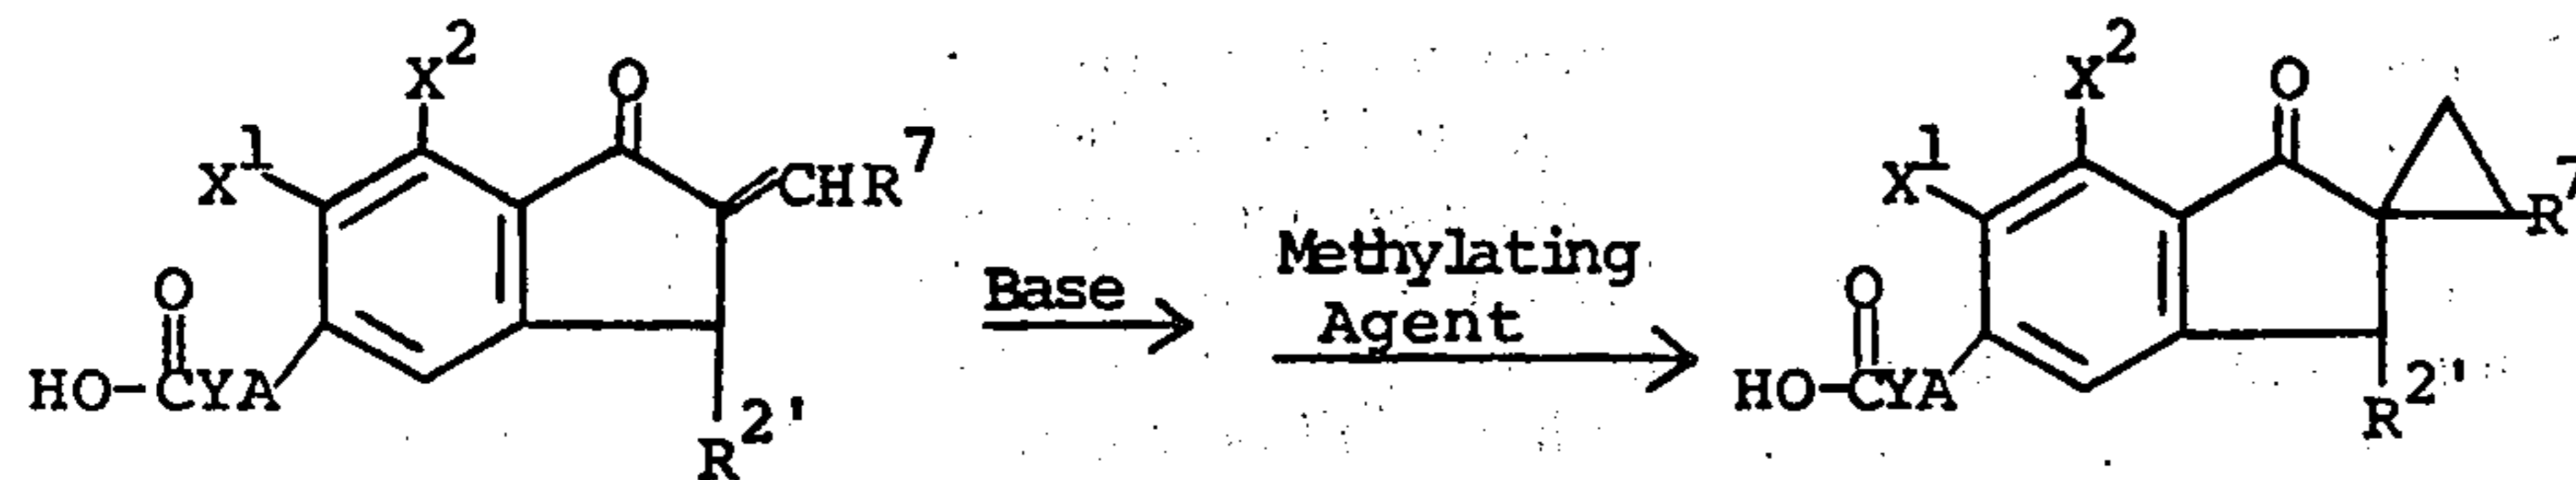 X² O
X¹ CHR⁷
O
HO-CYA
R²'
Base
Methylating
Agent
X² O
X¹ R⁷
O
HO-CYA
R²'